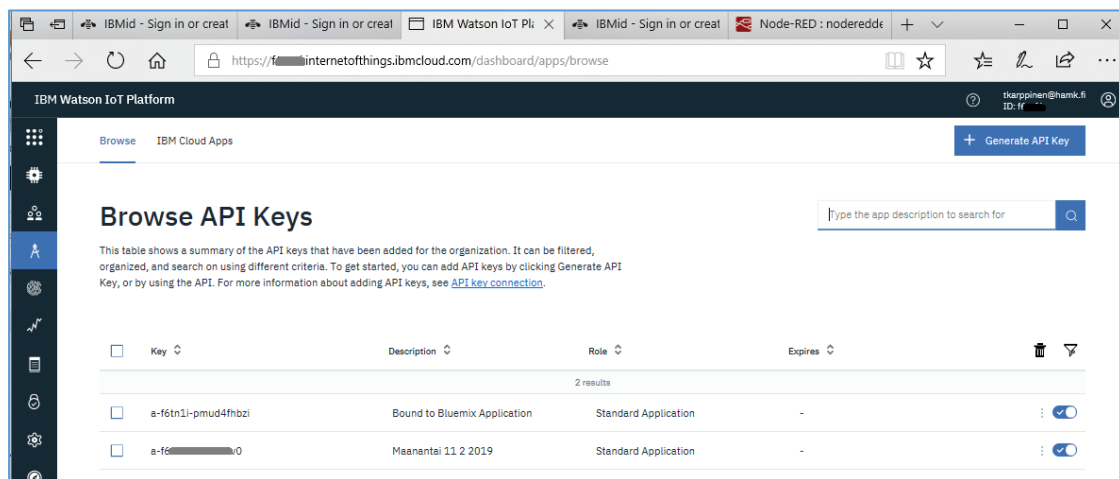 IBMid - Sign in or creat
IBMid - Sign in or creat
IBM Watson IoT Pla
IBMid - Sign in or creat
Node-RED : noderedde
https://f internetofthings.ibmcloud.com/dashboard/apps/browse
IBM Watson IoT Platform
tkarppinen@hamk.fi
ID: f
Browse IBM Cloud Apps
+ Generate API Key
Browse API Keys
Type the app description to search for
This table shows a summary of the API keys that have been added for the organization. It can be filtered,
organized, and search on using different criteria. To get started, you can add API keys by clicking Generate API
Key, or by using the API. For more information about adding API keys, see API key connection.
Key Description Role Expires
2 results
a-f6tn1i-pmud4fhbzi Bound to Bluemix Application Standard Application -
a-f6 v0 Maanantai 11 2 2019 Standard Application -